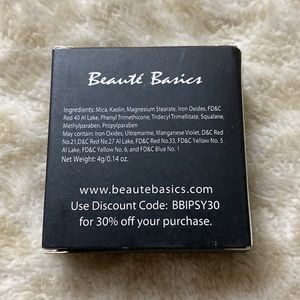 Beauté Basics
Ingredients: Mica, Kaolin, Magnesium Stearate, Iron Oxides, FD&C
Red 40 Al Lake, Phenyl Trimethicone, Tridecyl Trimellitate, Squalane,
Methylparaben, Propylparaben
May contain: Iron Oxides, Ultramarine, Manganese Violet, D&C Red
No.21,D&C Red No.27 Al Lake, FD&C Red No.33. FD&C Yellow No.5
Al Lake, FD&C Yellow No. 6, and FD&C Blue No. 1
Net Weight: 4g/0.14 oz.
www.beautebasics.com
Use Discount Code: BBIPSY30
for 30% off your purchase.